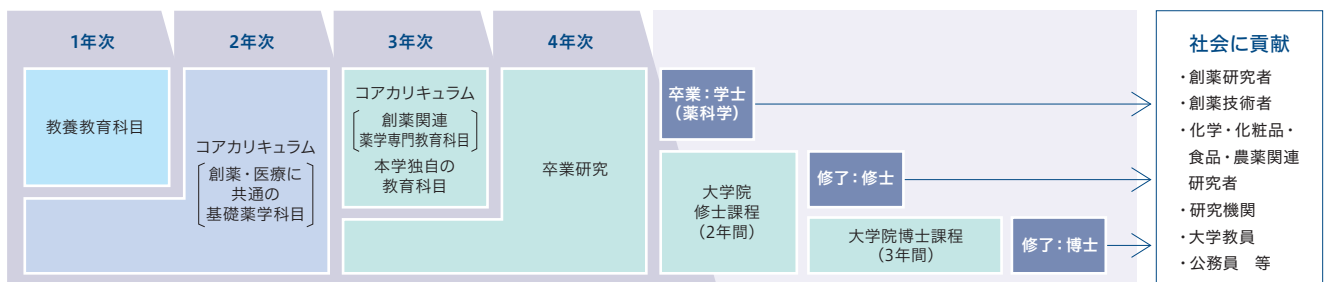 1年次
2年次
3年次
4年次
教養教育科目
コアカリキュラム
創薬・医療に
共通の
基礎薬学科目
コアカリキュラム
創薬関連
薬学専門教育科目
本学独自の
教育科目
卒業研究
卒業：学士
（薬科学）
大学院
修士課程
（2年間）
修了：修士
大学院博士課程
（3年間）
修了：博士
社会に貢献
・創薬研究者
・創薬技術者
・化学・化粧品・
食品・農薬関連
研究者
・研究機関
・大学教員
・公務員　等